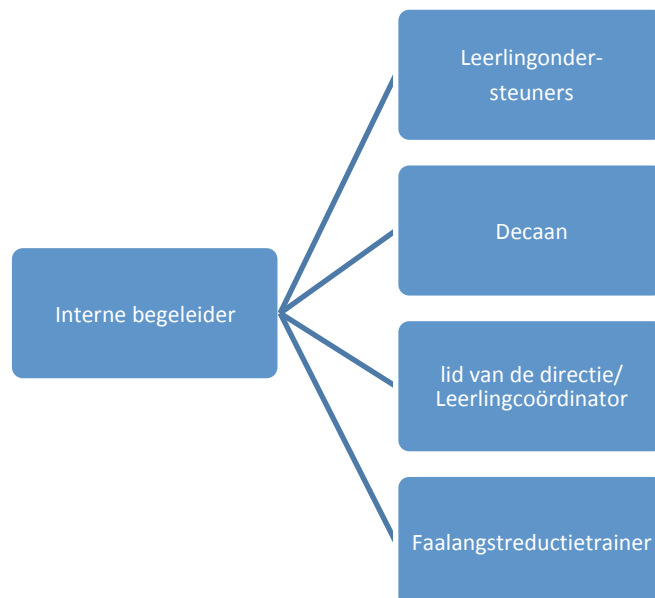 Leerlingonder-
steuners
Decaan
Interne begeleider
lid van de directie/
Leerlingcoördinator
Faalangstreductietrainer